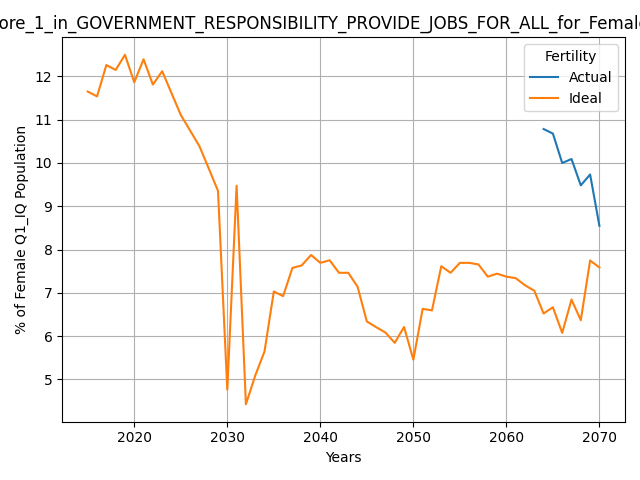 ore_1_in_GOVERNMENT_RESPONSIBILITY_PROVIDE_JOBS_FOR_ALL_for_Female
Fertility
Actual
Ideal
% of Female Q1_IQ Population
12
11
10
9
8
7
6
5
2020 2030 2040 2050 2060 2070
Years